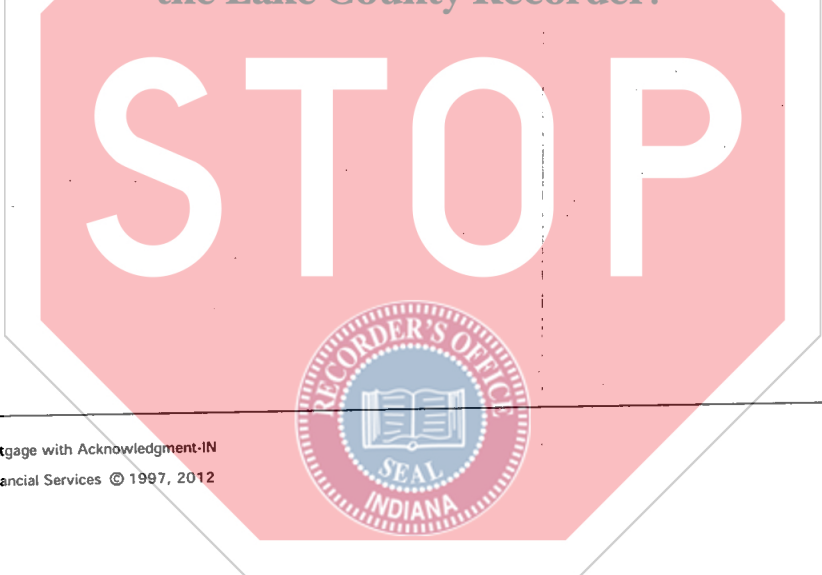 the Lake County Recorder!
STOP
RECORDER'S OFFICE
SEAL
INDIANA
tgage with Acknowledgment-IN
ancial Services © 1997, 2012